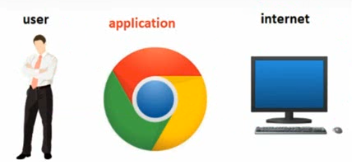 user
application
internet